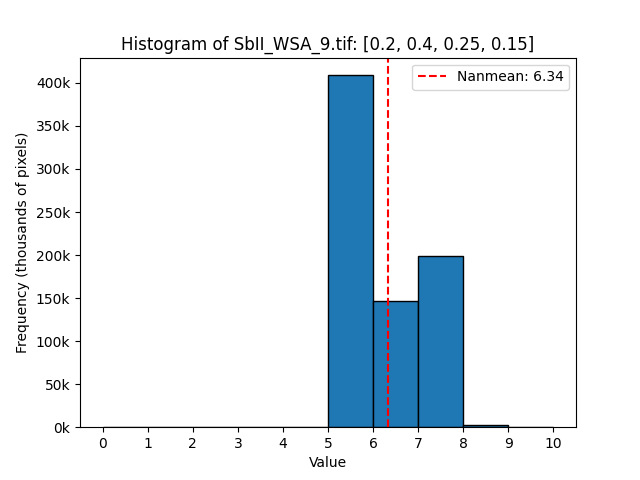 Histogram of SbII_WSA_9.tif: [0.2, 0.4, 0.25, 0.15]
Nanmean: 6.34
Frequency (thousands of pixels)
400k
350k
300k
250k
200k
150k
100k
50k
0k
0 1 2 3 4 5 6 7 8 9 10
Value